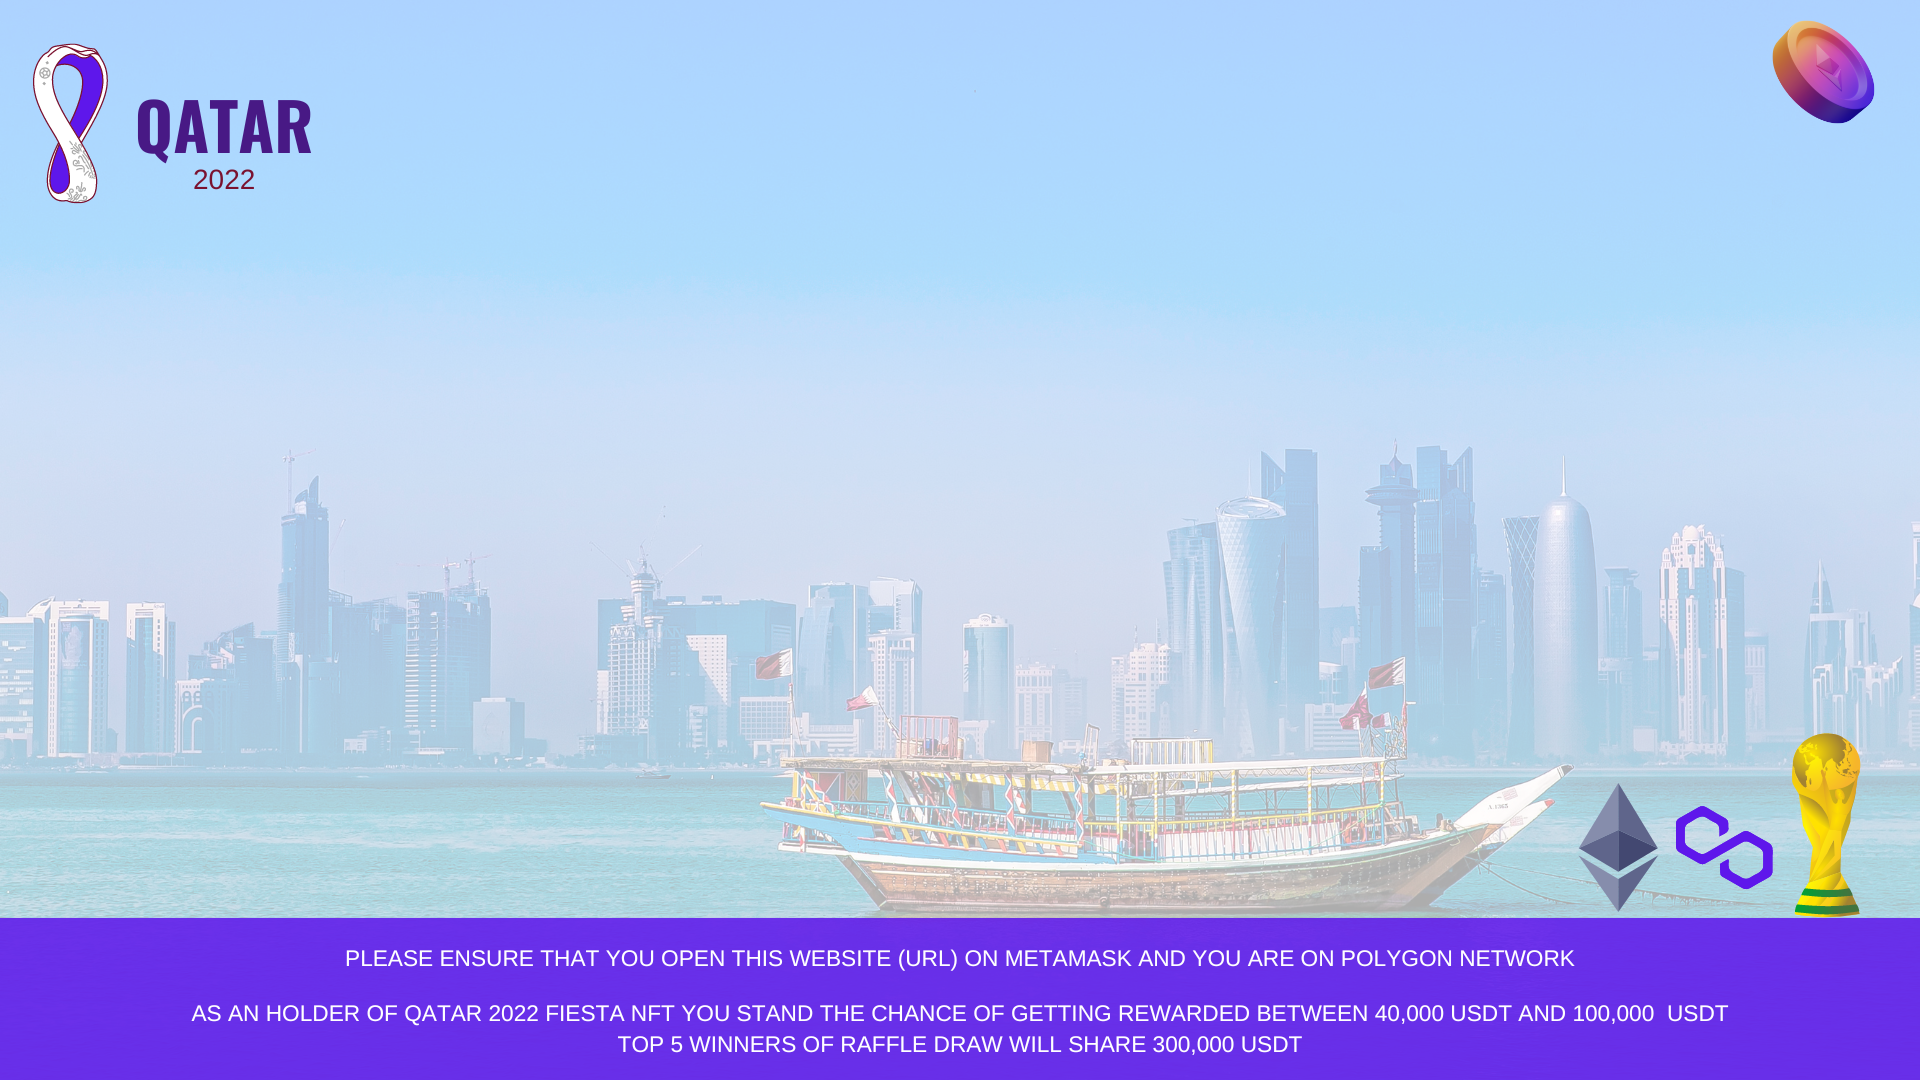 QATAR
2022
PLEASE ENSURE THAT YOU OPEN THIS WEBSITE (URL) ON METAMASK AND YOU ARE ON POLYGON NETWORK
AS AN HOLDER OF QATAR 2022 FIESTA NFT YOU STAND THE CHANCE OF GETTING REWARDED BETWEEN 40,000 USDT AND 100,000 USDT
TOP 5 WINNERS OF RAFFLE DRAW WILL SHARE 300,000 USDT